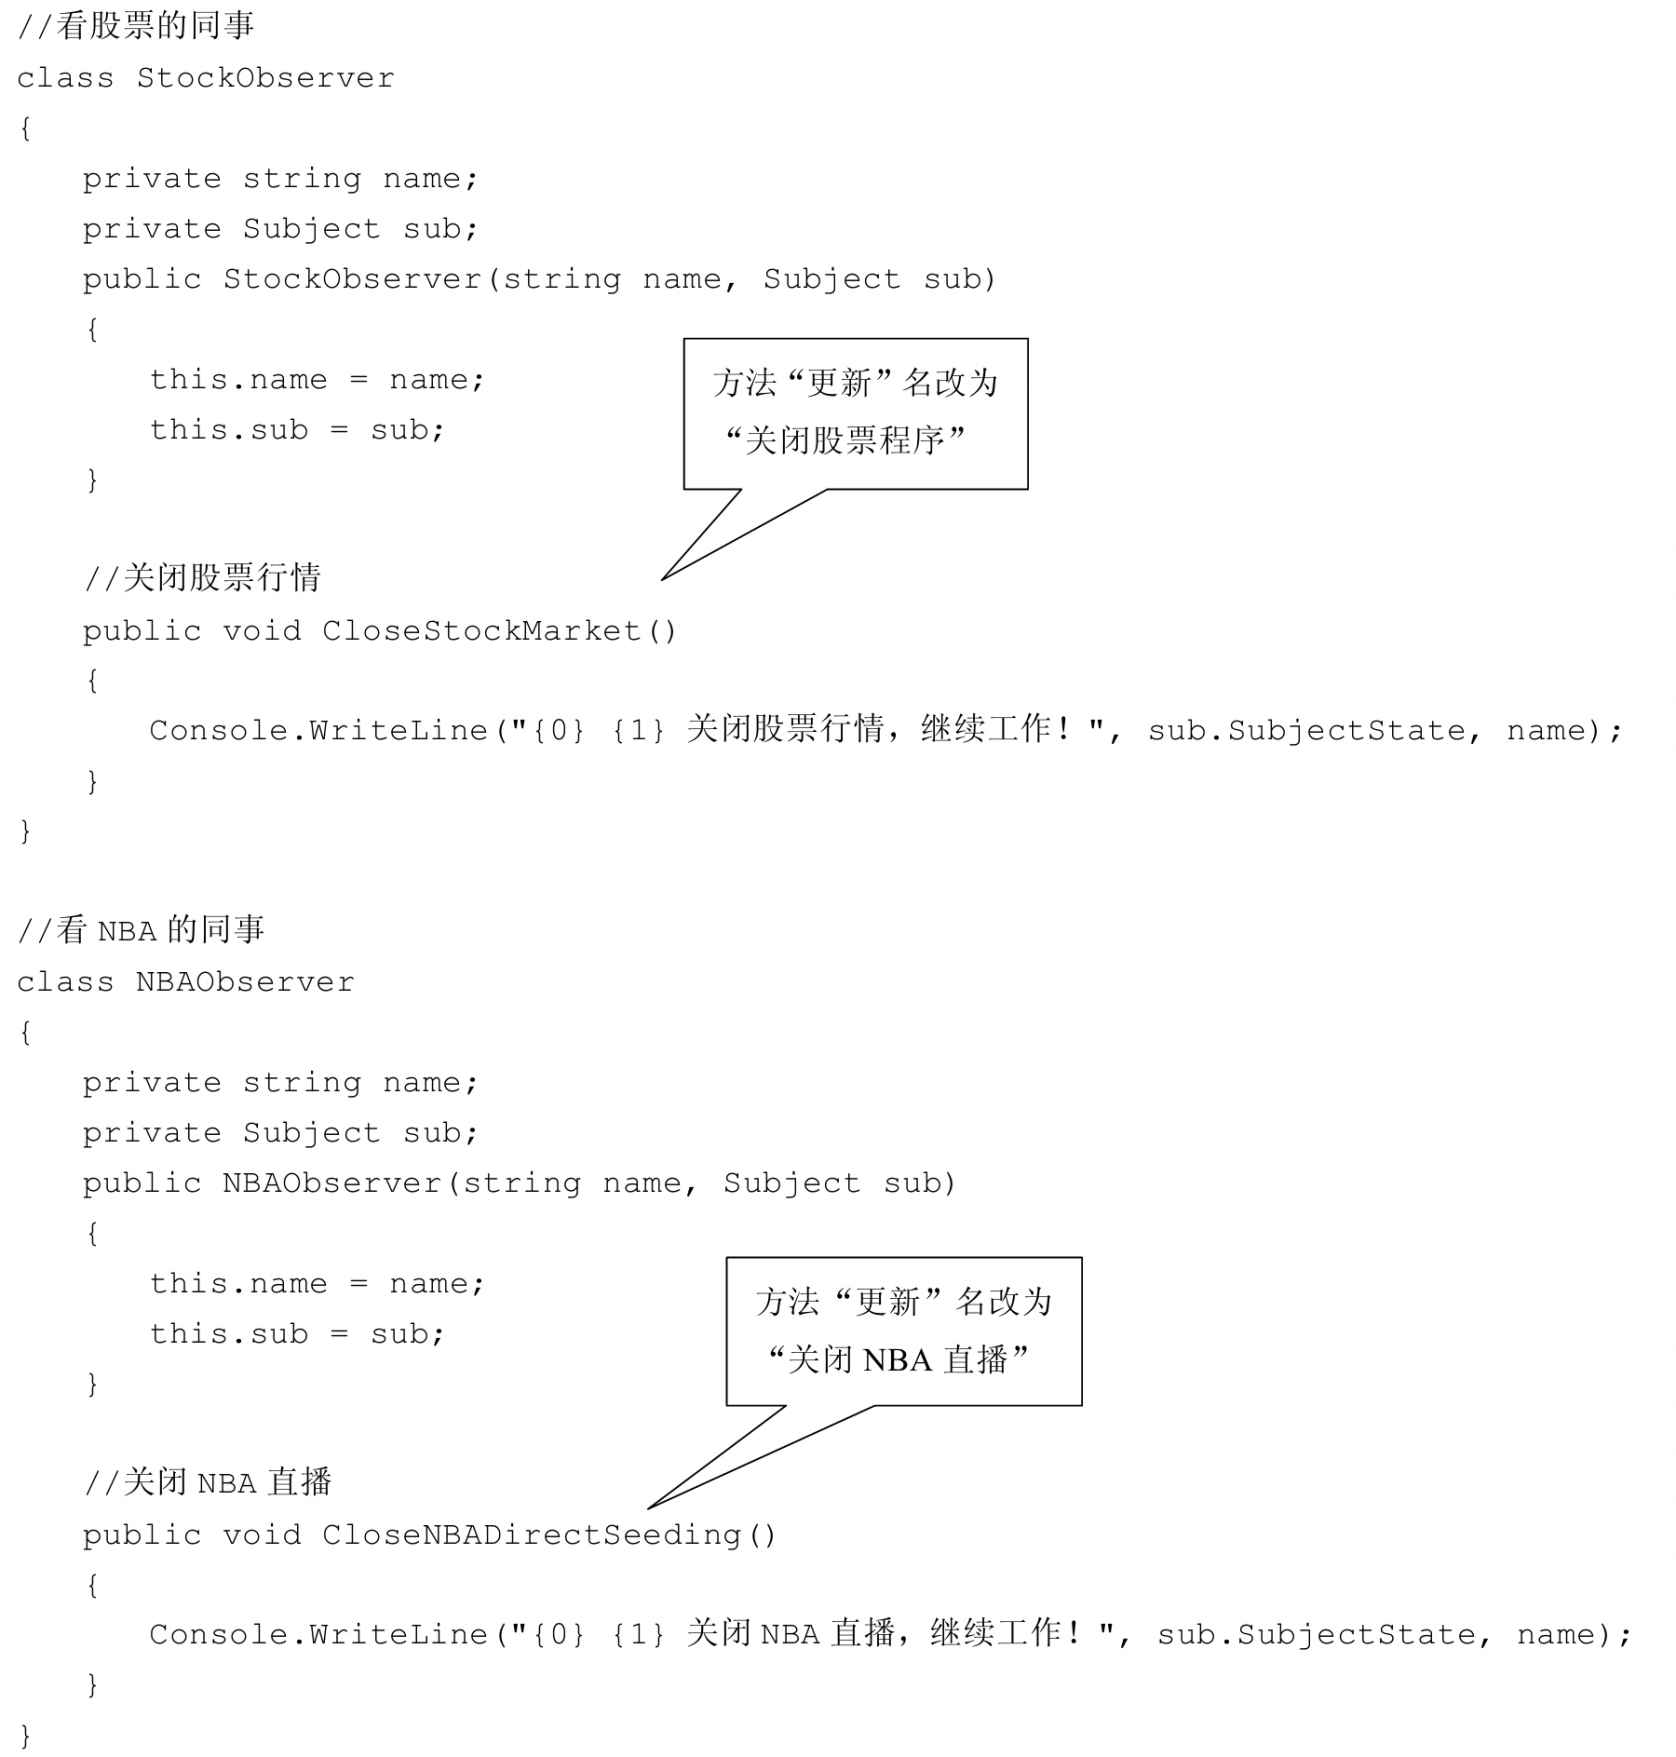 //看股票的同事
class StockObserver
{
    private string name;
    private Subject sub;
    public StockObserver(string name, Subject sub)
    {
        this.name = name;
        this.sub = sub;
    }
方法“更新”名改为
“关闭股票程序”
    //关闭股票行情
    public void CloseStockMarket()
    {
        Console.WriteLine("{0} {1} 关闭股票行情，继续工作！", sub.SubjectState, name);
    }
}
//看 NBA 的同事
class NBAObserver
{
    private string name;
    private Subject sub;
    public NBAObserver(string name, Subject sub)
    {
        this.name = name;
        this.sub = sub;
    }
方法“更新”名改为
“关闭 NBA 直播”
    //关闭 NBA 直播
    public void CloseNBADirectSeeding()
    {
        Console.WriteLine("{0} {1} 关闭 NBA 直播，继续工作！", sub.SubjectState, name);
    }
}